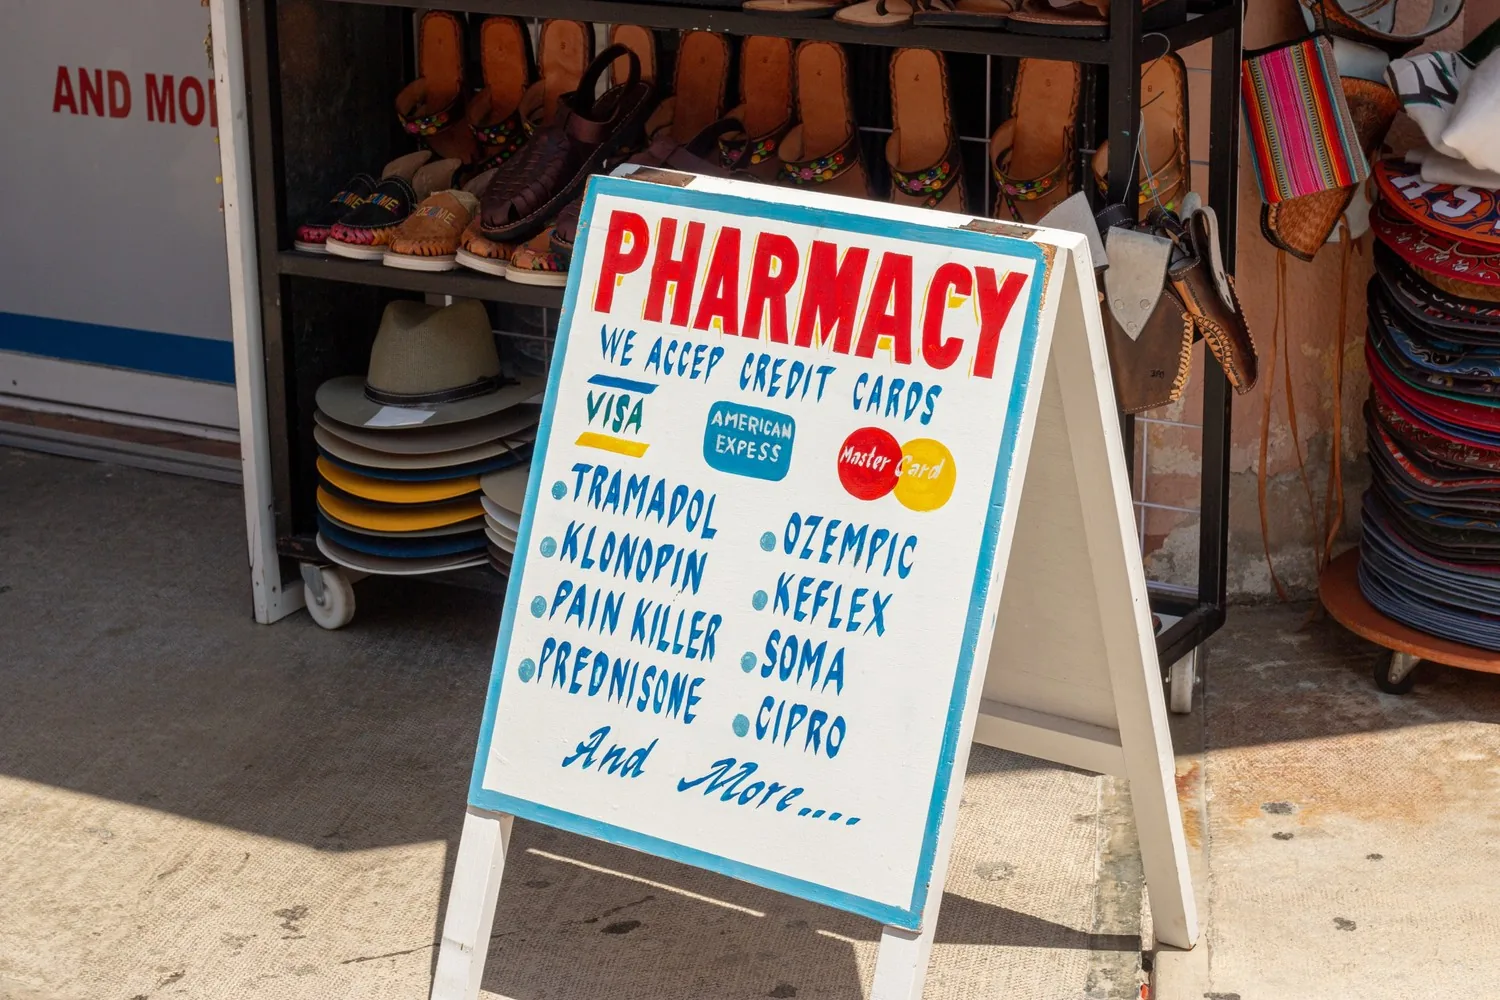 AND MO
PHARMACY
WE ACCEP CREDIT CARDS
VISA
AMERICAN
EXPESS
Master Card
TRAMADOL
KLONOPIN
PAIN KILLER
PREDNISONE
OZEMPIC
KEFLEX
SOMA
CIPRO
And More....